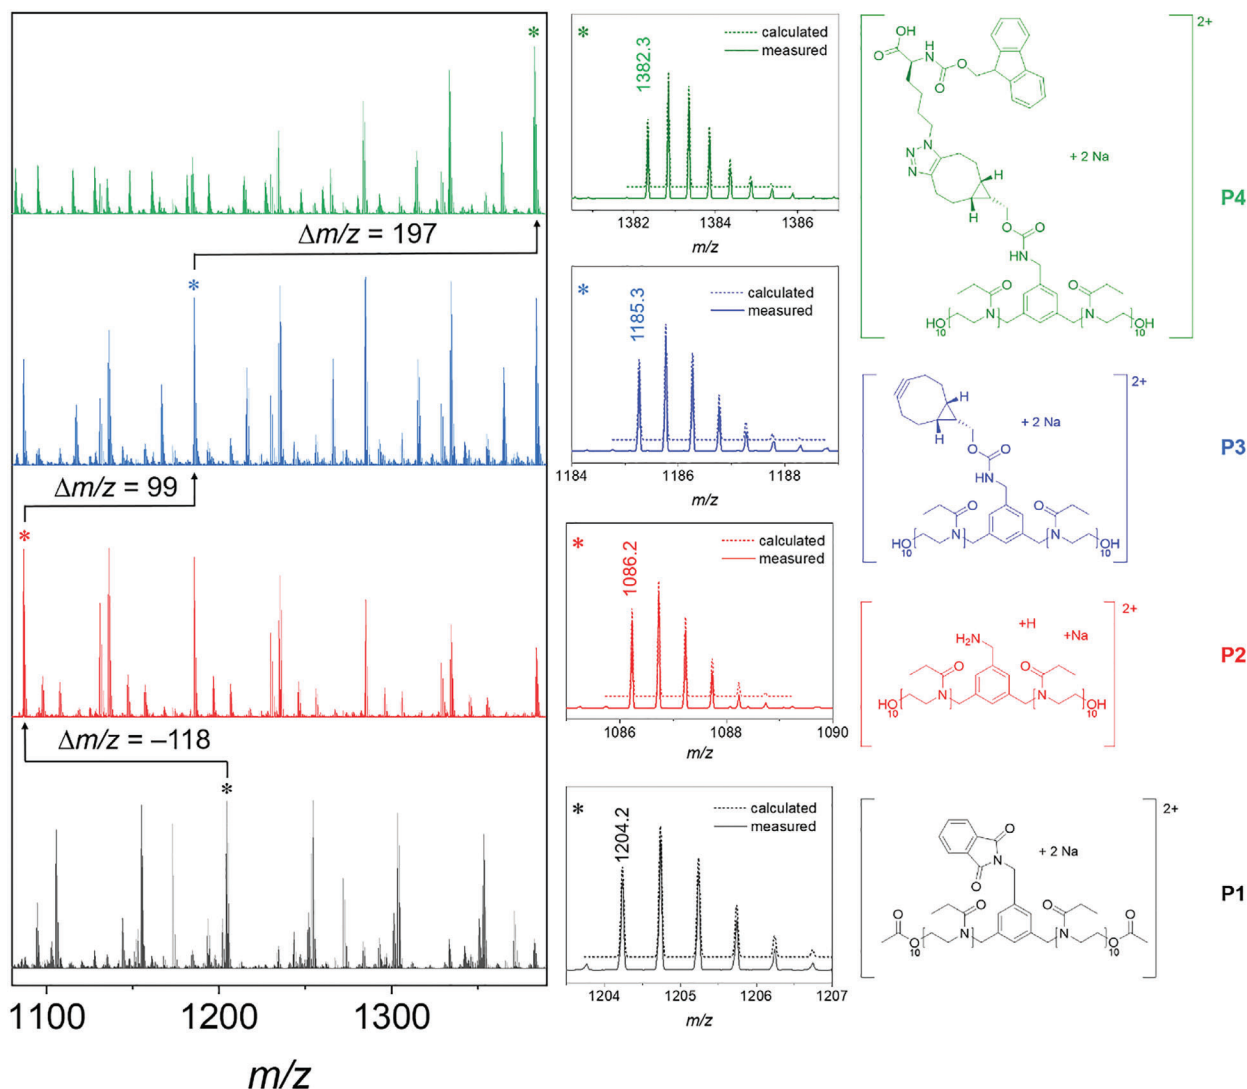 *
Δm/z = 197
*
Δm/z = 99
*
Δm/z = –118
*
1100
1200
1300
m/z
*
calculated
measured
1382.3
1382
1384
1386
m/z
*
calculated
measured
1185.3
1184
1186
1188
m/z
*
calculated
measured
1086.2
1086
1088
1090
m/z
*
calculated
measured
1204.2
1204
1205
1206
1207
m/z
2+
OH
O
H
N
O
O
N
N
N
+ 2 Na
H
H
O
O
HN
O
O
HO
10
N
N
10
OH
P4
2+
H
H
+ 2 Na
O
O
HN
O
O
HO
10
N
N
10
OH
P3
2+
H2N
+H
+Na
O
O
HO
10
N
N
10
OH
P2
2+
O
N
O
+ 2 Na
O
O
O
O
O
10
N
N
10
O
P1